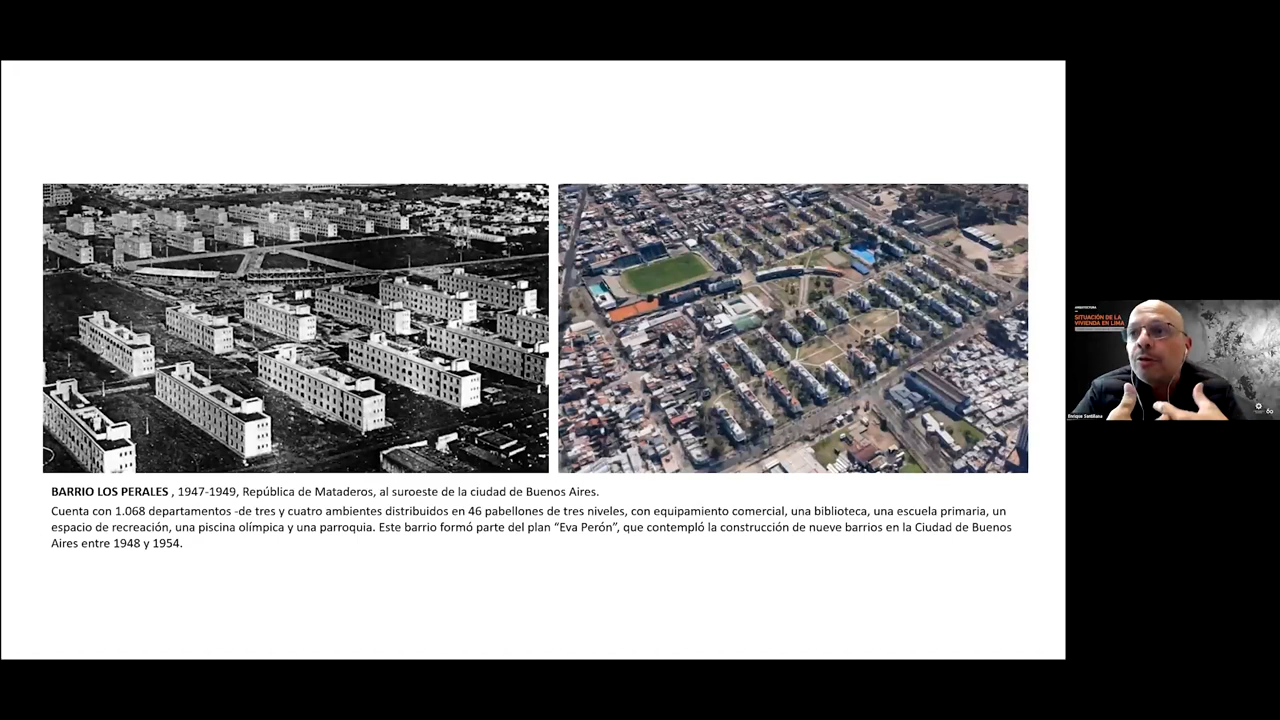 BARRIO LOS PERALES , 1947-1949, República de Mataderos, al suroeste de la ciudad de Buenos Aires.
Cuenta con 1.068 departamentos -de tres y cuatro ambientes distribuidos en 46 pabellones de tres niveles, con equipamiento comercial, una biblioteca, una escuela primaria, un
espacio de recreación, una piscina olímpica y una parroquia. Este barrio formó parte del plan “Eva Perón”, que contempló la construcción de nueve barrios en la Ciudad de Buenos
Aires entre 1948 y 1954.
ARQUITECTURA
SITUACIÓN DE LA
VIVIENDA EN LIMA
Enrique Santillana